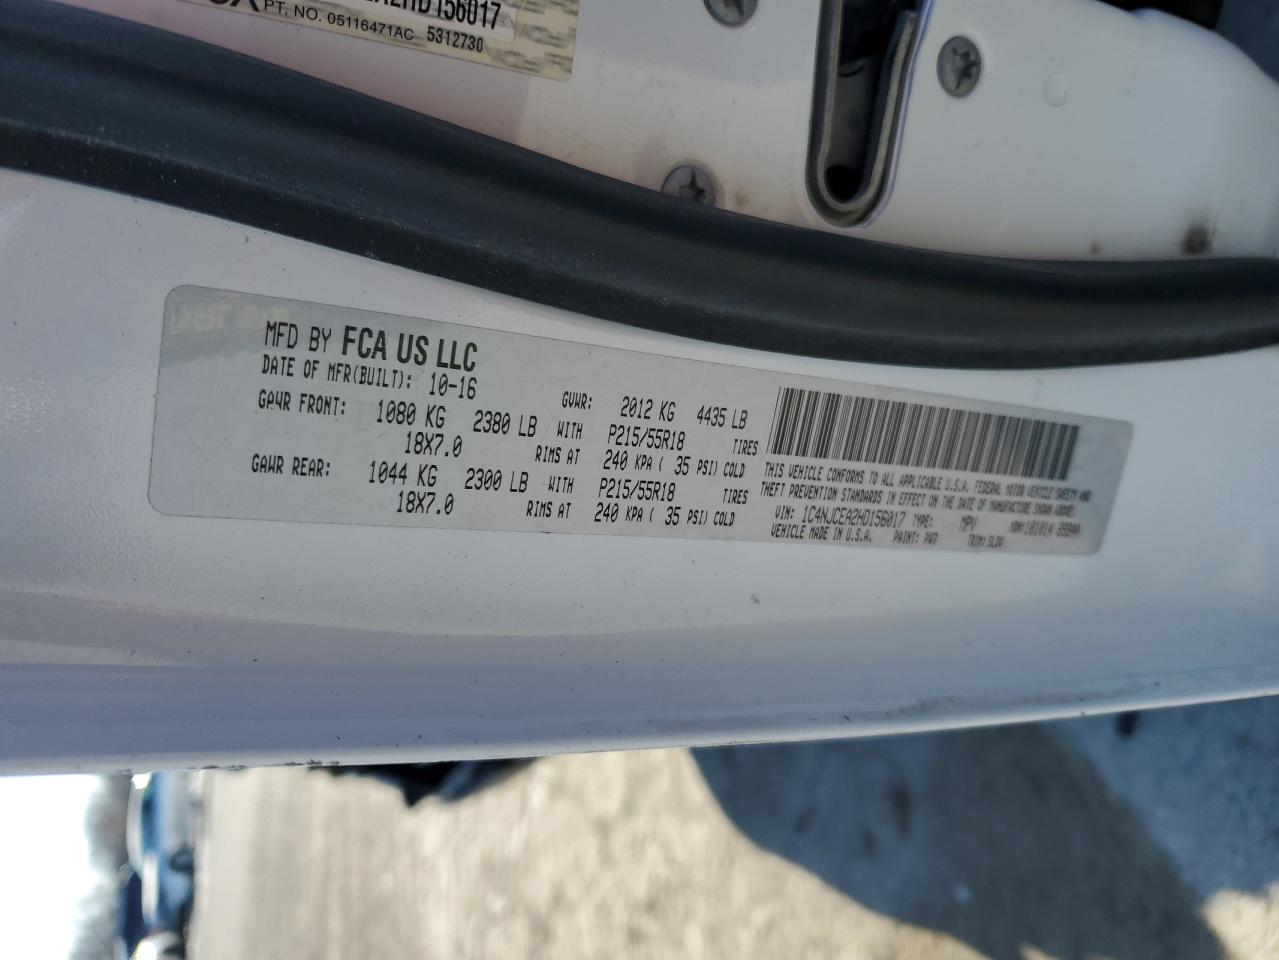 A2HD156017
PT. NO. 05116471AC 5312730
MFD BY FCA US LLC
DATE OF MFR(BUILT): 10-16 GVWR: 2012 KG 4435 LB
GAWR FRONT: 1080 KG 2380 LB WITH P215/55R18 TIRES
18X7.0 RIMS AT 240 KPA ( 35 PSI) COLD
GAWR REAR: 1044 KG 2300 LB WITH P215/55R18 TIRES
18X7.0 RIMS AT 240 KPA ( 35 PSI) COLD
THIS VEHICLE CONFORMS TO ALL APPLICABLE U.S.A. FEDERAL MOTOR VEHICLE SAFETY AND
THEFT PREVENTION STANDARDS IN EFFECT ON THE DATE OF MANUFACTURE SHOWN ABOVE:
VIN: 1C4NJCEA2HD156017 TYPE: MPV
VEHICLE MADE IN U.S.A. PAINT: PW7 TRIM: